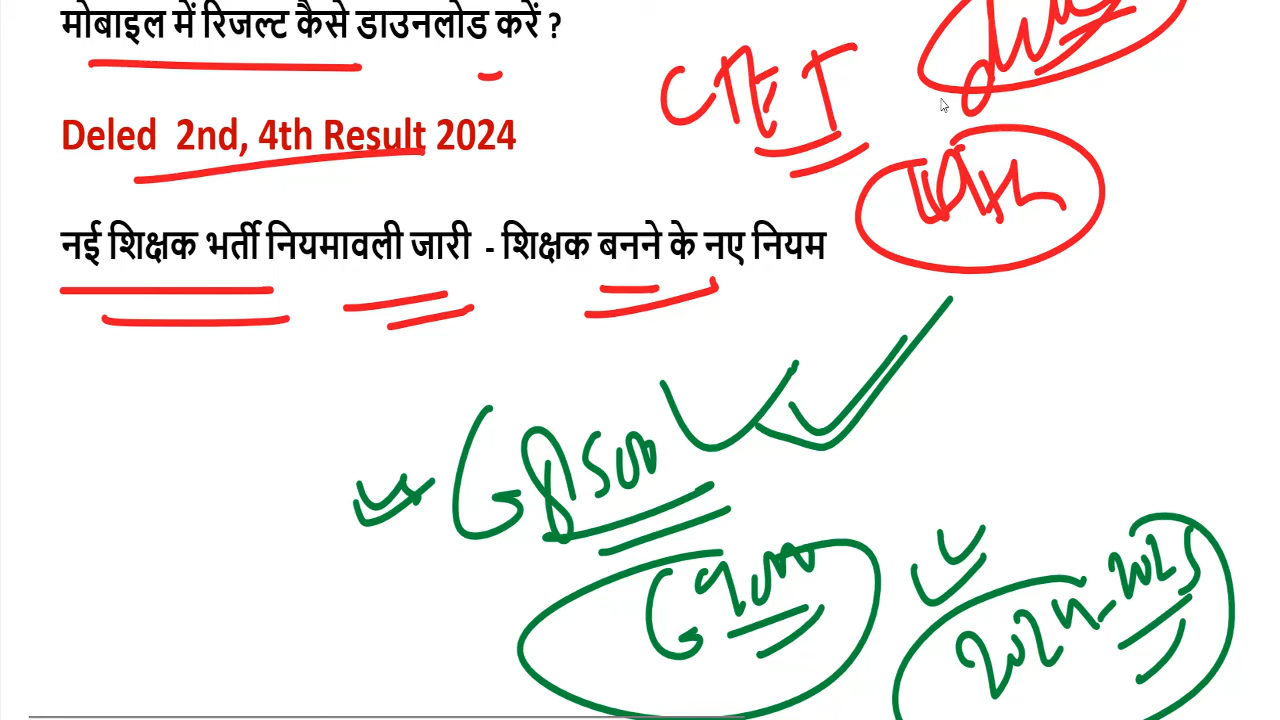 मोबाइल में रिजल्ट कैसे डाउनलोड करें ?
CTET
Deled 2nd, 4th Result 2024
नई शिक्षक भर्ती नियमावली जारी - शिक्षक बनने के नए नियम
2024-2025